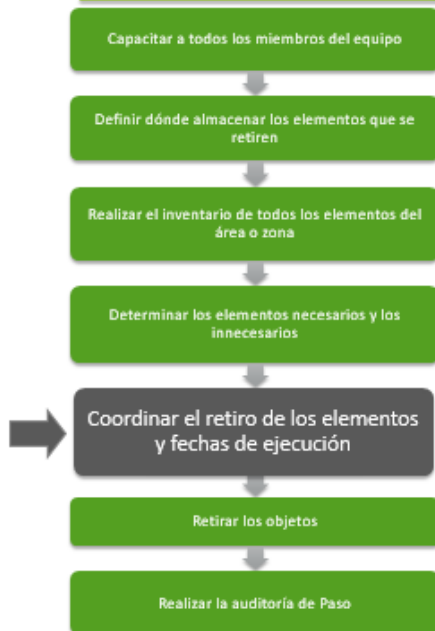 Capacitar a todos los miembros del equipo
Definir dónde almacenar los elementos que se
retiren
Realizar el inventario de todos los elementos del
área o zona
Determinar los elementos necesarios y los
innecesarios
Coordinar el retiro de los elementos
y fechas de ejecución
Retirar los objetos
Realizar la auditoría de Paso